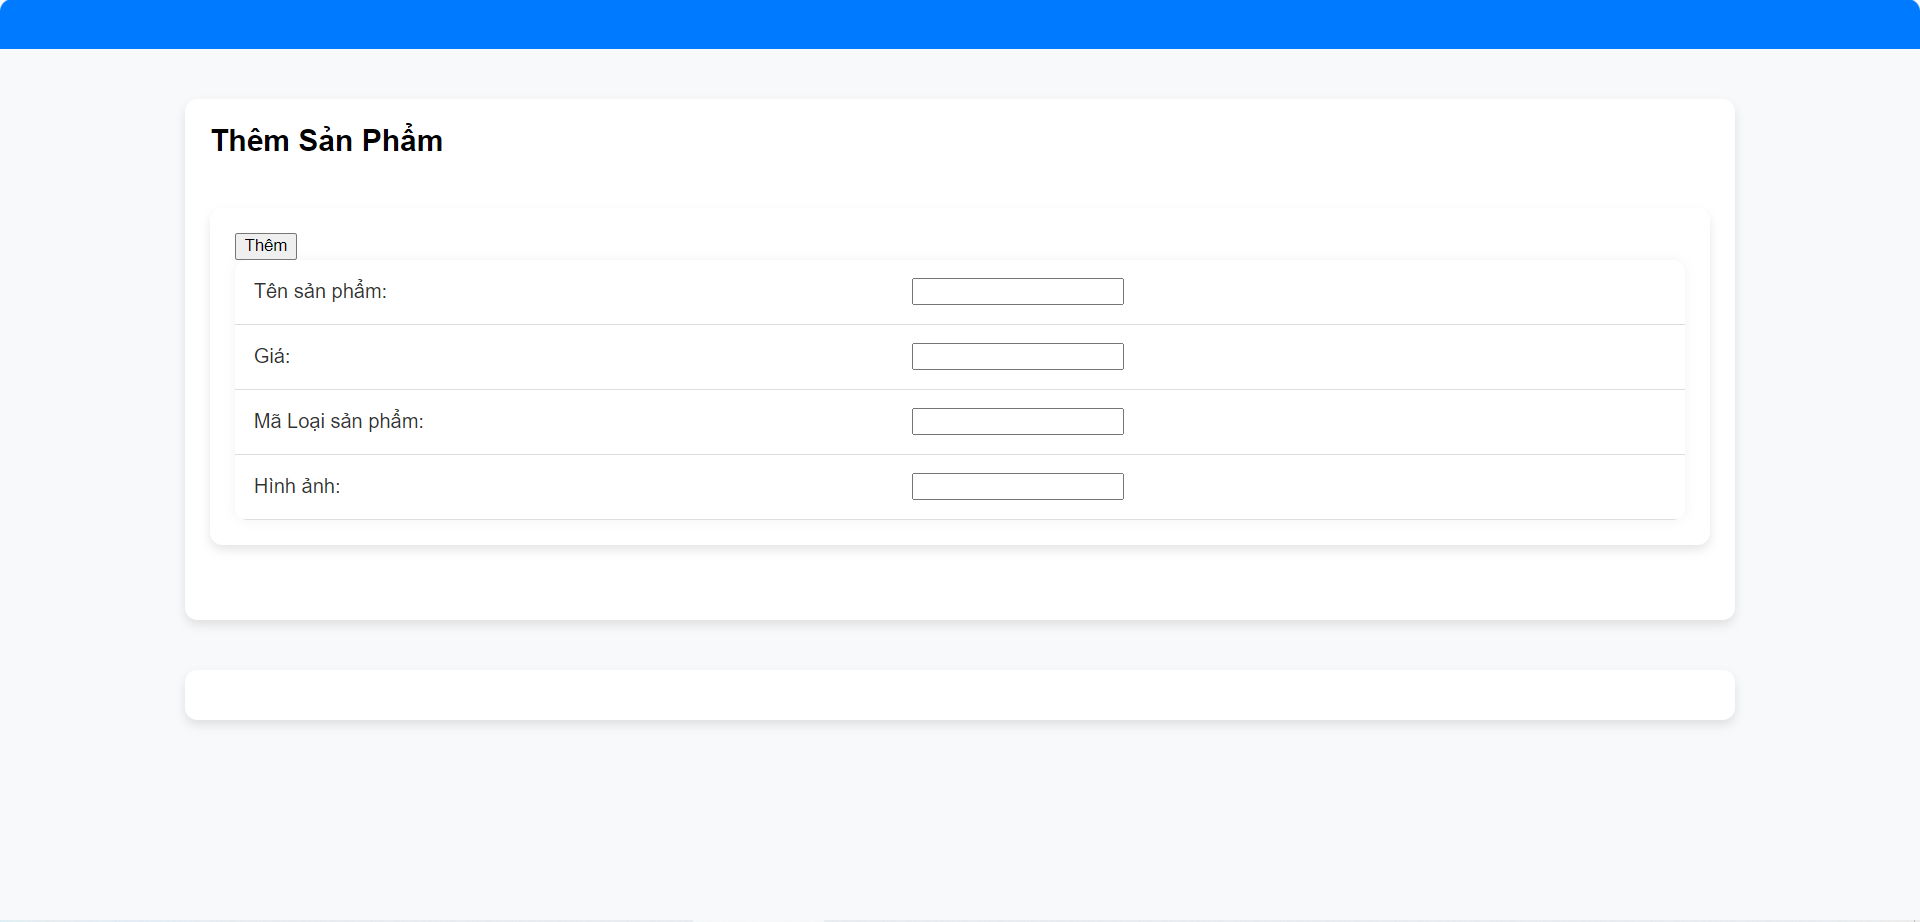 Thêm Sản Phẩm
Thêm
Tên sản phẩm:
Giá:
Mã Loại sản phẩm:
Hình ảnh: